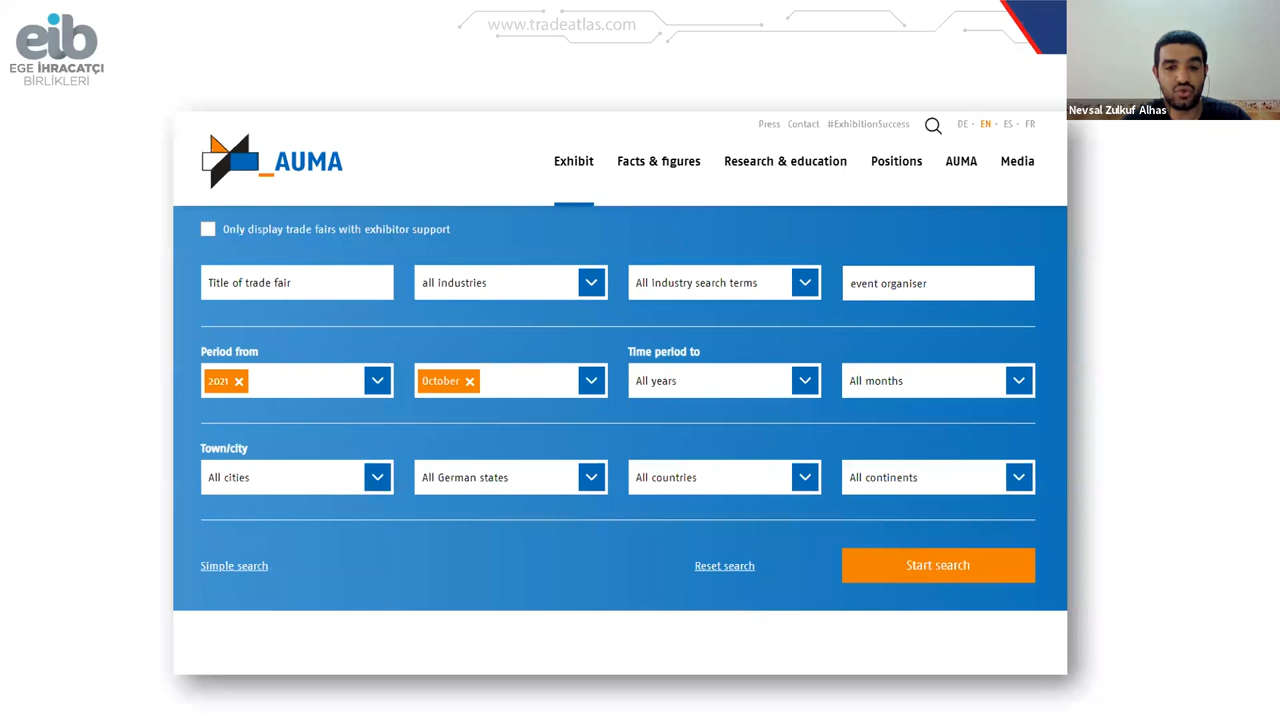 eib
EGE İHRACATÇI
BİRLİKLERİ
www.tradeatlas.com
Nevsal Zulkuf Alhas
Press Contact #ExhibitionSuccess DE - EN - ES - FR
_AUMA
Exhibit Facts & figures Research & education Positions AUMA Media
Only display trade fairs with exhibitor support
Title of trade fair all industries All industry search terms event organiser
Period from Time period to
2021 × October × All years All months
Town/city
All cities All German states All countries All continents
Simple search Reset search Start search